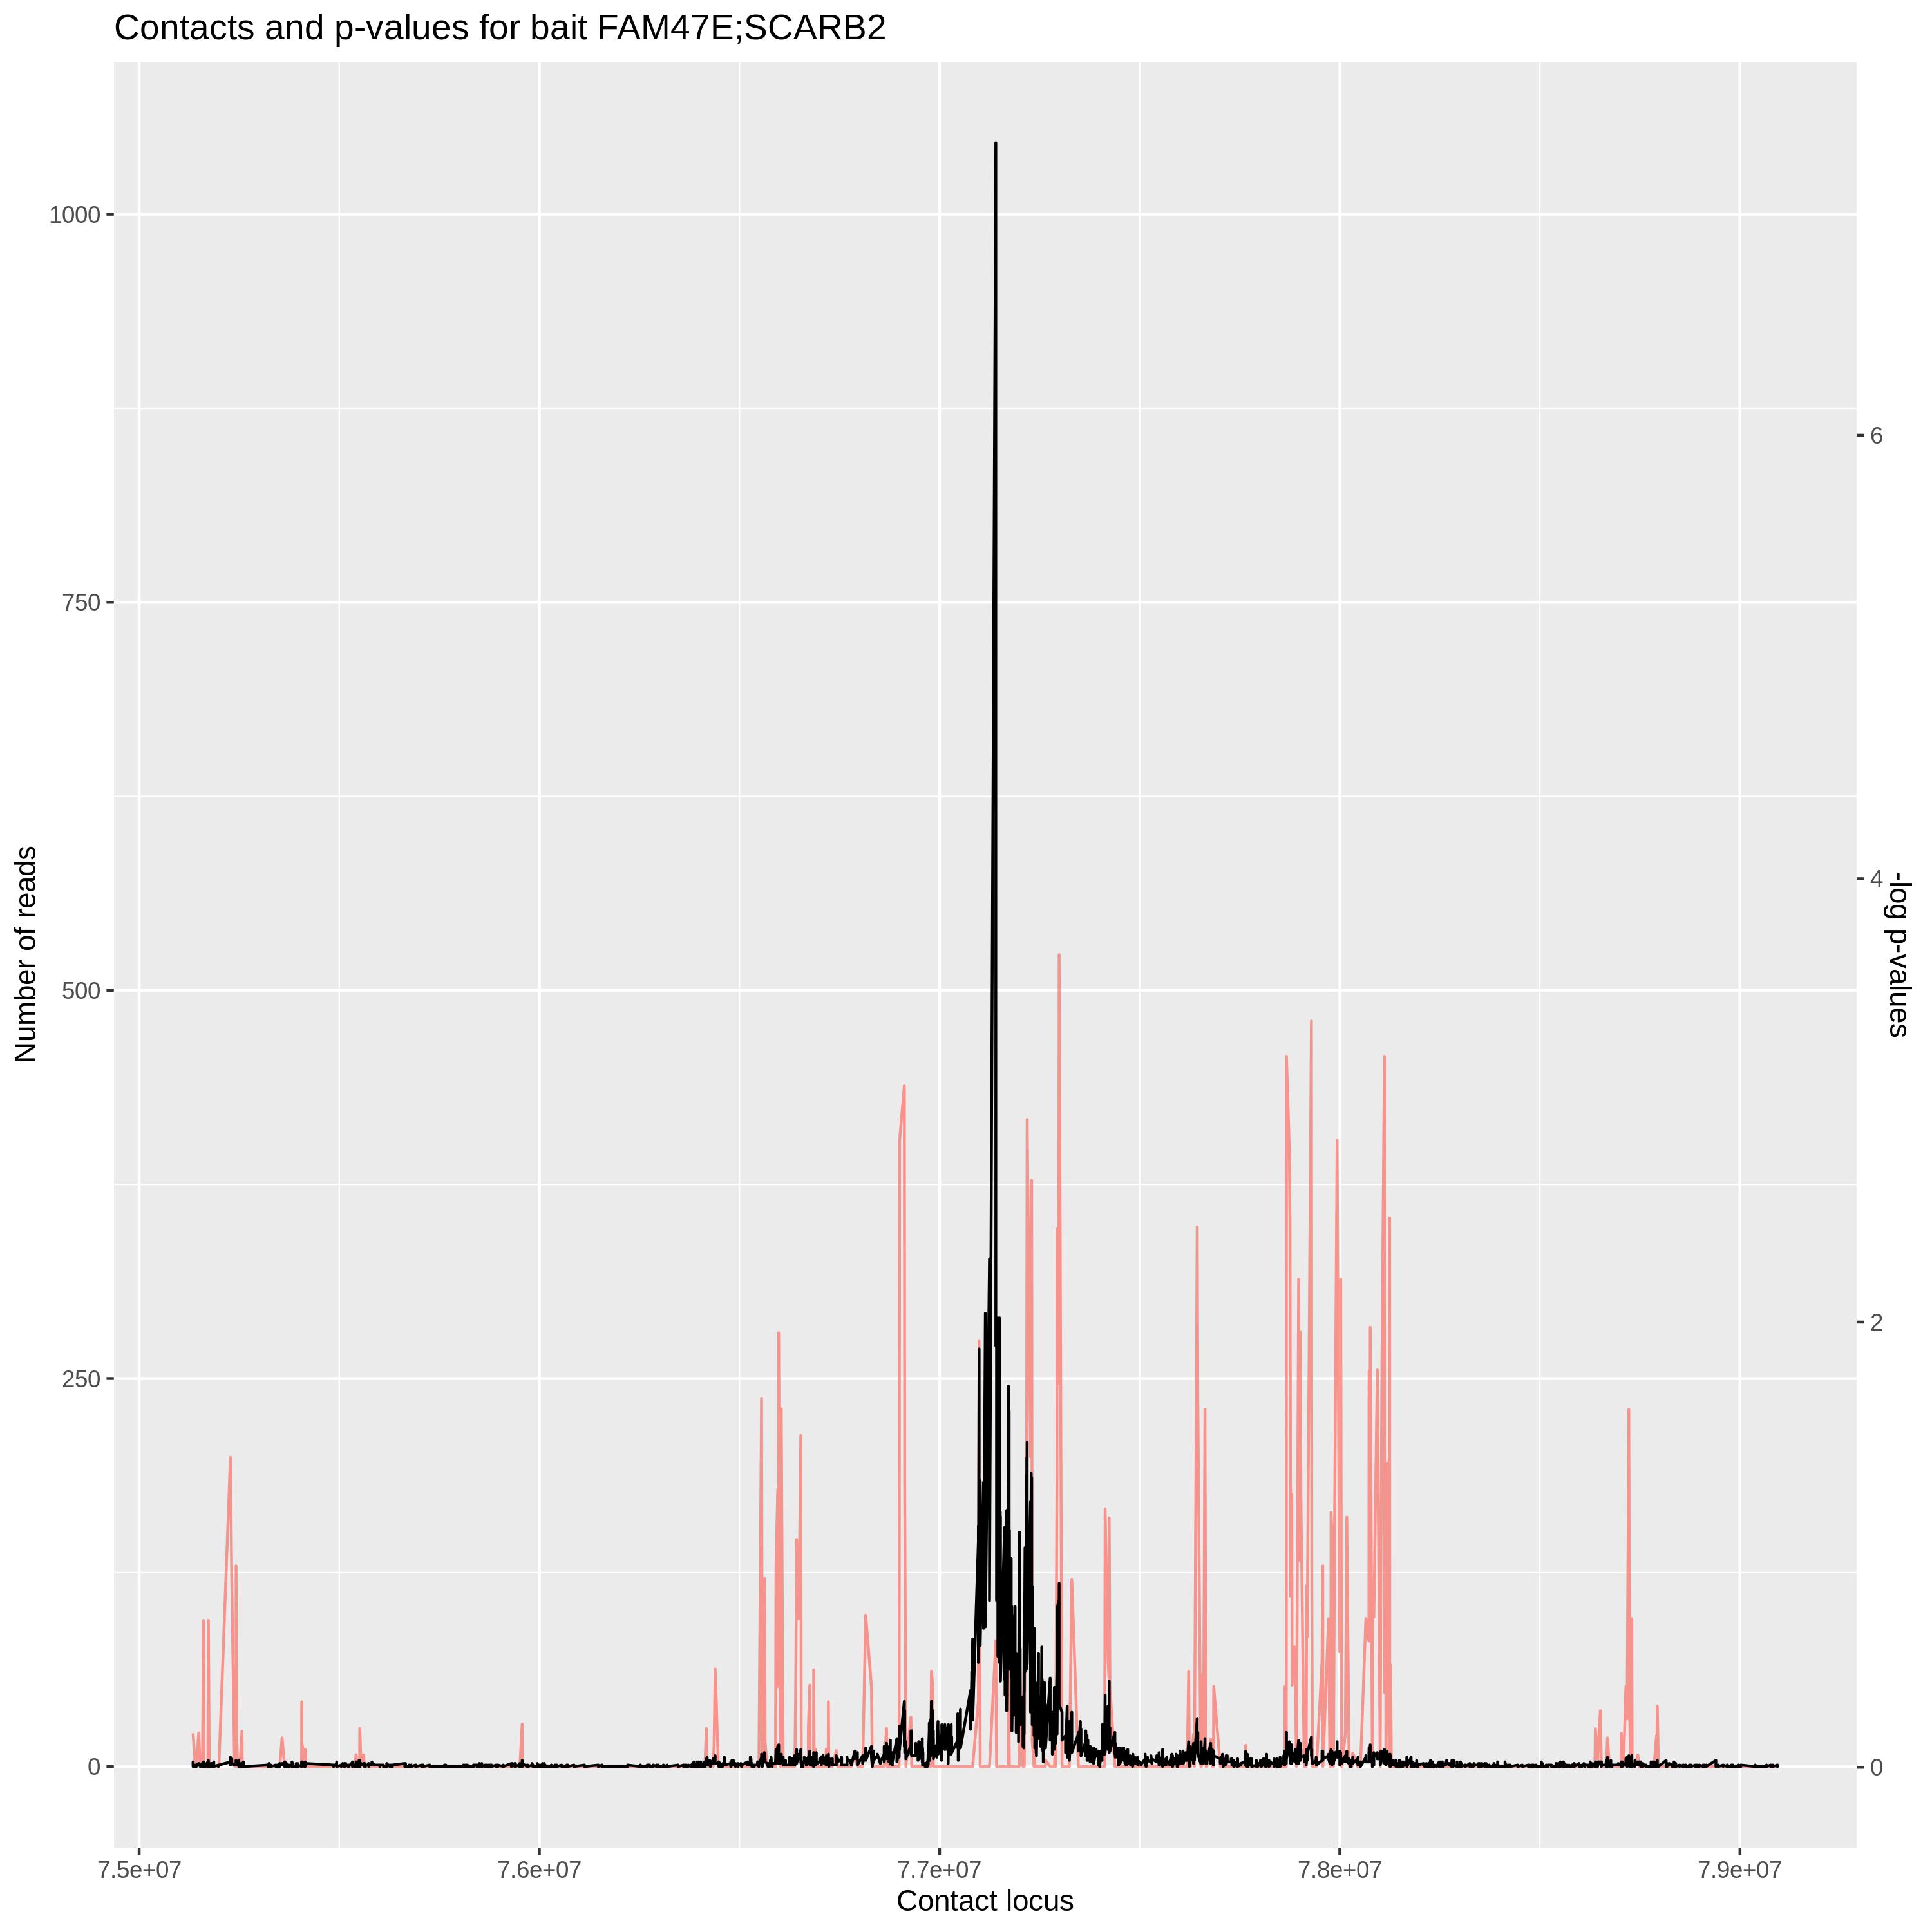 Contacts and p-values for bait FAM47E;SCARB2
Number of reads
1000
750
500
250
0
6
4
2
0
-log p-values
7.5e+07
7.6e+07
7.7e+07
7.8e+07
7.9e+07
Contact locus